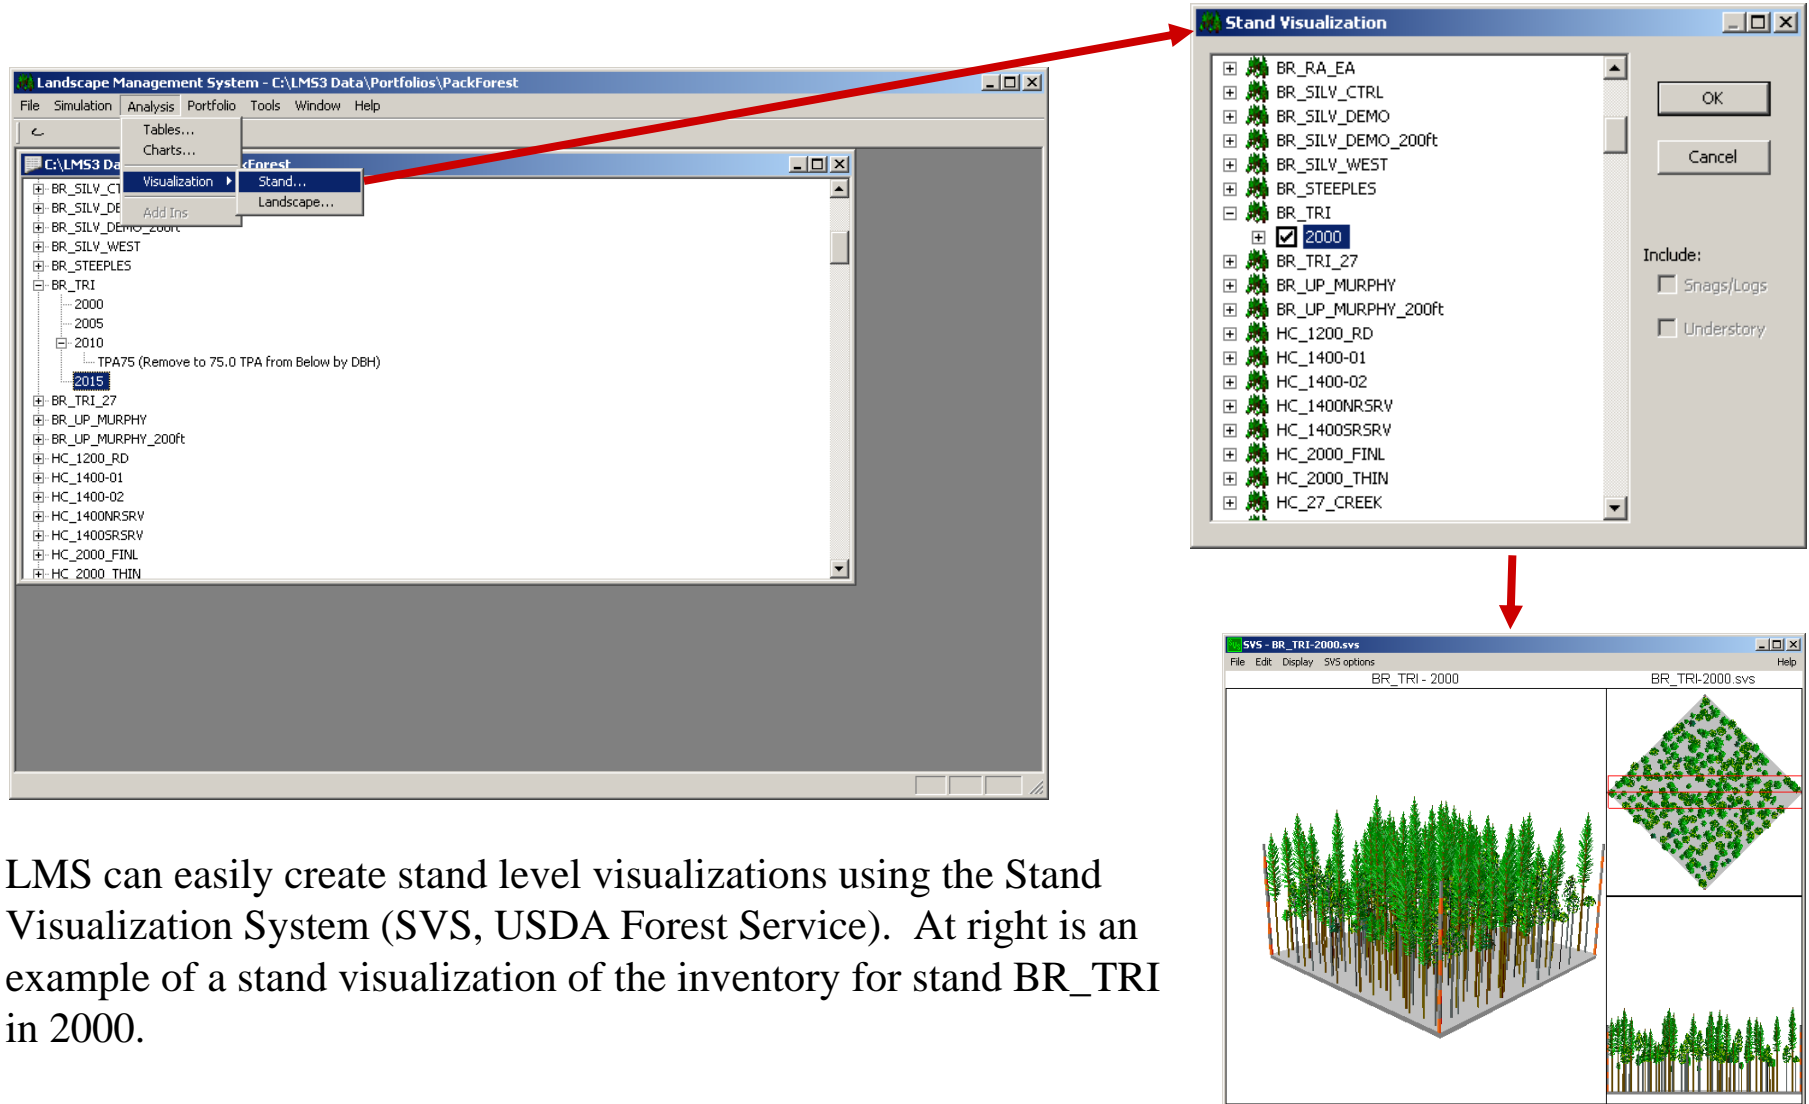 Landscape Management System - C:\LMS3 Data\Portfolios\PackForest
File Simulation Analysis Portfolio Tools Window Help
Tables...
Charts...
Visualization
Add Ins
Stand...
Landscape...
C:\LMS3 Da
kForest
BR_SILV_CT
BR_SILV_DE
BR_SILV_DEMO_200ft
BR_SILV_WEST
BR_STEEPLES
BR_TRI
2000
2005
2010
TPA75 (Remove to 75.0 TPA from Below by DBH)
2015
BR_TRI_27
BR_UP_MURPHY
BR_UP_MURPHY_200ft
HC_1200_RD
HC_1400-01
HC_1400-02
HC_1400NRSRV
HC_1400SRSRV
HC_2000_FINL
HC_2000_THIN
Stand Visualization
BR_RA_EA
BR_SILV_CTRL
BR_SILV_DEMO
BR_SILV_DEMO_200ft
BR_SILV_WEST
BR_STEEPLES
BR_TRI
2000
BR_TRI_27
BR_UP_MURPHY
BR_UP_MURPHY_200ft
HC_1200_RD
HC_1400-01
HC_1400-02
HC_1400NRSRV
HC_1400SRSRV
HC_2000_FINL
HC_2000_THIN
HC_27_CREEK
OK
Cancel
Include:
Snags/Logs
Understory
SVS - BR_TRI-2000.svs
File Edit Display SVS options Help
BR_TRI - 2000
BR_TRI-2000.svs
LMS can easily create stand level visualizations using the Stand
Visualization System (SVS, USDA Forest Service). At right is an
example of a stand visualization of the inventory for stand BR_TRI
in 2000.